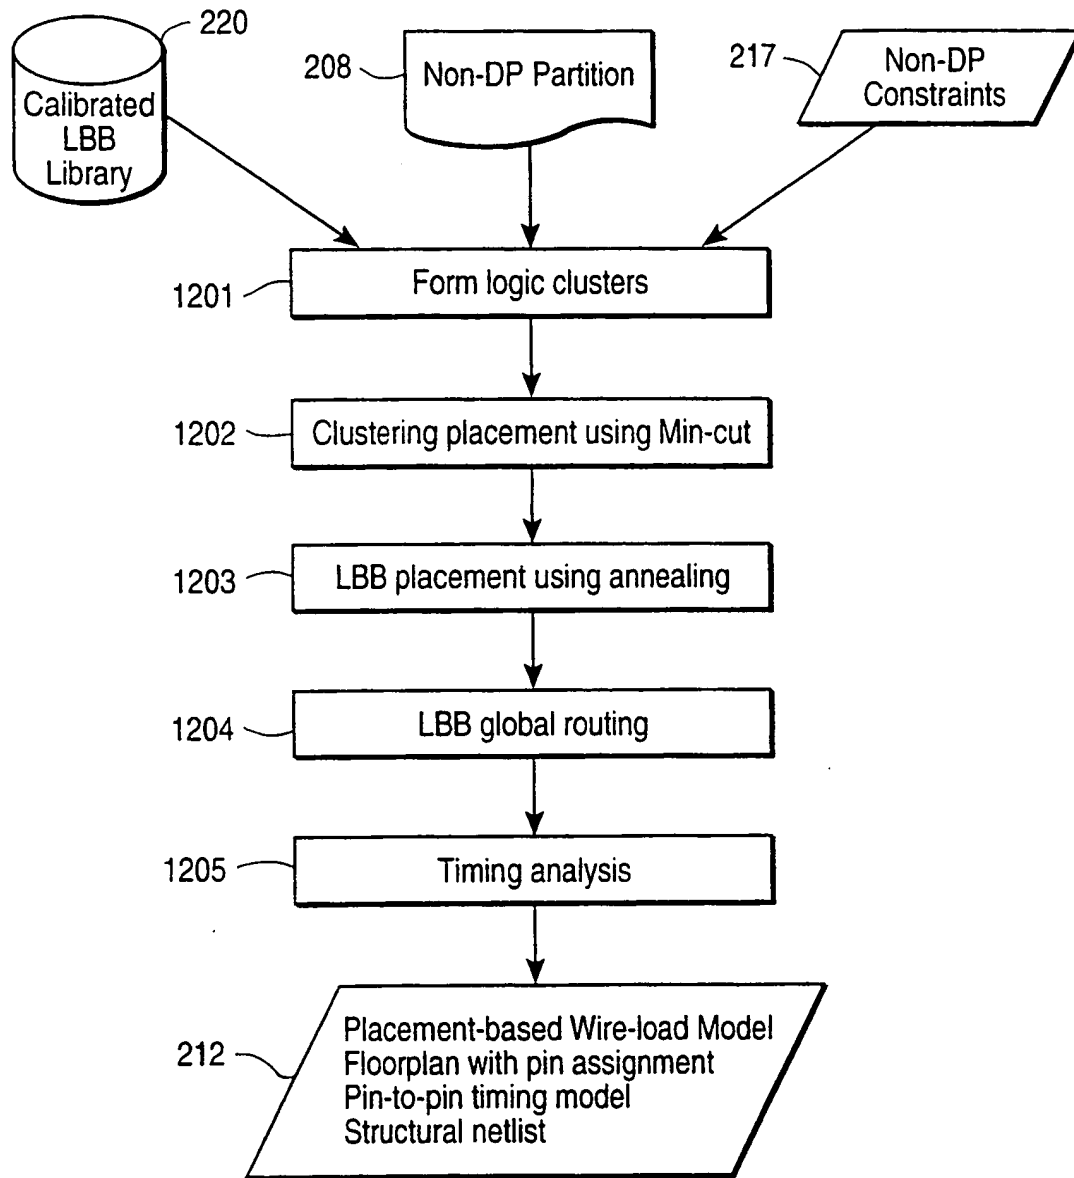 220
Calibrated
LBB
Library
208
Non-DP Partition
217
Non-DP
Constraints
1201
Form logic clusters
1202
Clustering placement using Min-cut
1203
LBB placement using annealing
1204
LBB global routing
1205
Timing analysis
212
Placement-based Wire-load Model
Floorplan with pin assignment
Pin-to-pin timing model
Structural netlist